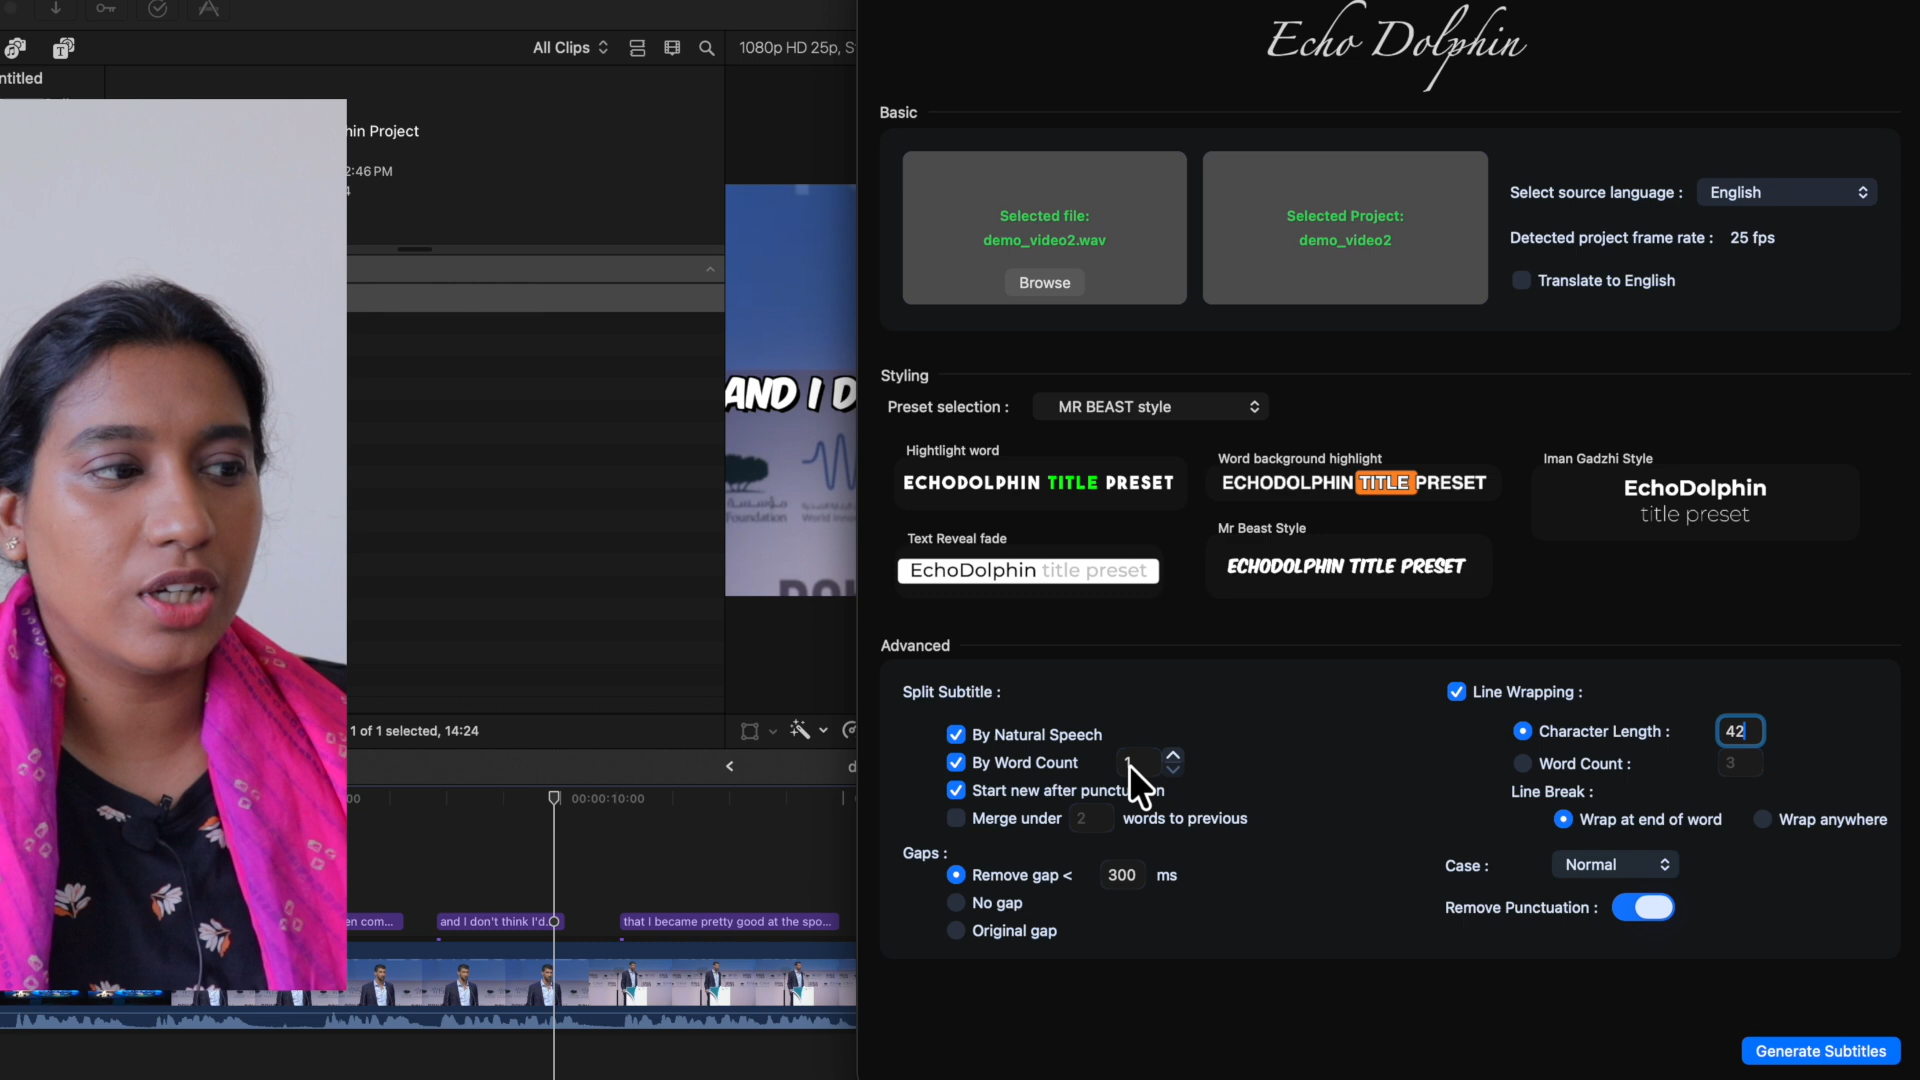 All Clips
1080p HD 25p, S
ntitled
hin Project
2:46 PM
AND I D
Foundation
1 of 1 selected, 14:24
00:00:10:00
en com...
and I don't think I'd...
that I became pretty good at the spo...
Echo Dolphin
Basic
Selected file:
demo_video2.wav
Browse
Selected Project:
demo_video2
Select source language : English
Detected project frame rate : 25 fps
Translate to English
Styling
Preset selection : MR BEAST style
Hightlight word
ECHODOLPHIN TITLE PRESET
Word background highlight
ECHODOLPHIN TITLE PRESET
Iman Gadzhi Style
EchoDolphin
title preset
Text Reveal fade
EchoDolphin title preset
Mr Beast Style
ECHODOLPHIN TITLE PRESET
Advanced
Split Subtitle :
By Natural Speech
By Word Count 1
Start new after
Merge under 2 words to previous
Gaps :
Remove gap < 300 ms
No gap
Original gap
Line Wrapping :
Character Length : 42
Word Count : 3
Line Break :
Wrap at end of word Wrap anywhere
Case : Normal
Remove Punctuation :
Generate Subtitles